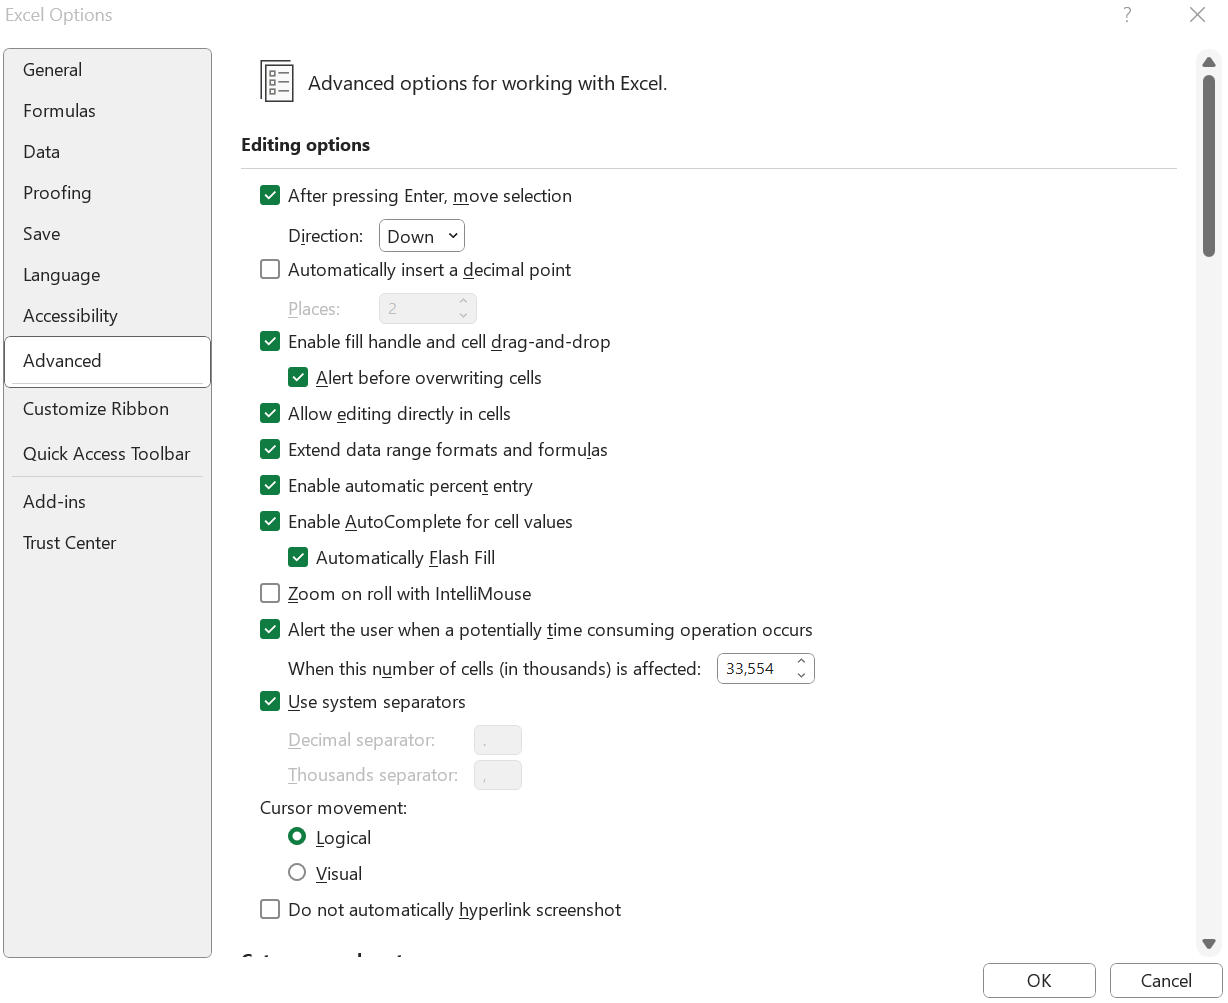 Excel Options
?
General
Formulas
Data
Proofing
Save
Language
Accessibility
Advanced
Customize Ribbon
Quick Access Toolbar
Add-ins
Trust Center
Advanced options for working with Excel.
Editing options
After pressing Enter, move selection
Direction: Down
Automatically insert a decimal point
Places: 2
Enable fill handle and cell drag-and-drop
Alert before overwriting cells
Allow editing directly in cells
Extend data range formats and formulas
Enable automatic percent entry
Enable AutoComplete for cell values
Automatically Flash Fill
Zoom on roll with IntelliMouse
Alert the user when a potentially time consuming operation occurs
When this number of cells (in thousands) is affected: 33,554
Use system separators
Decimal separator: .
Thousands separator: ,
Cursor movement:
Logical
Visual
Do not automatically hyperlink screenshot
OK Cancel